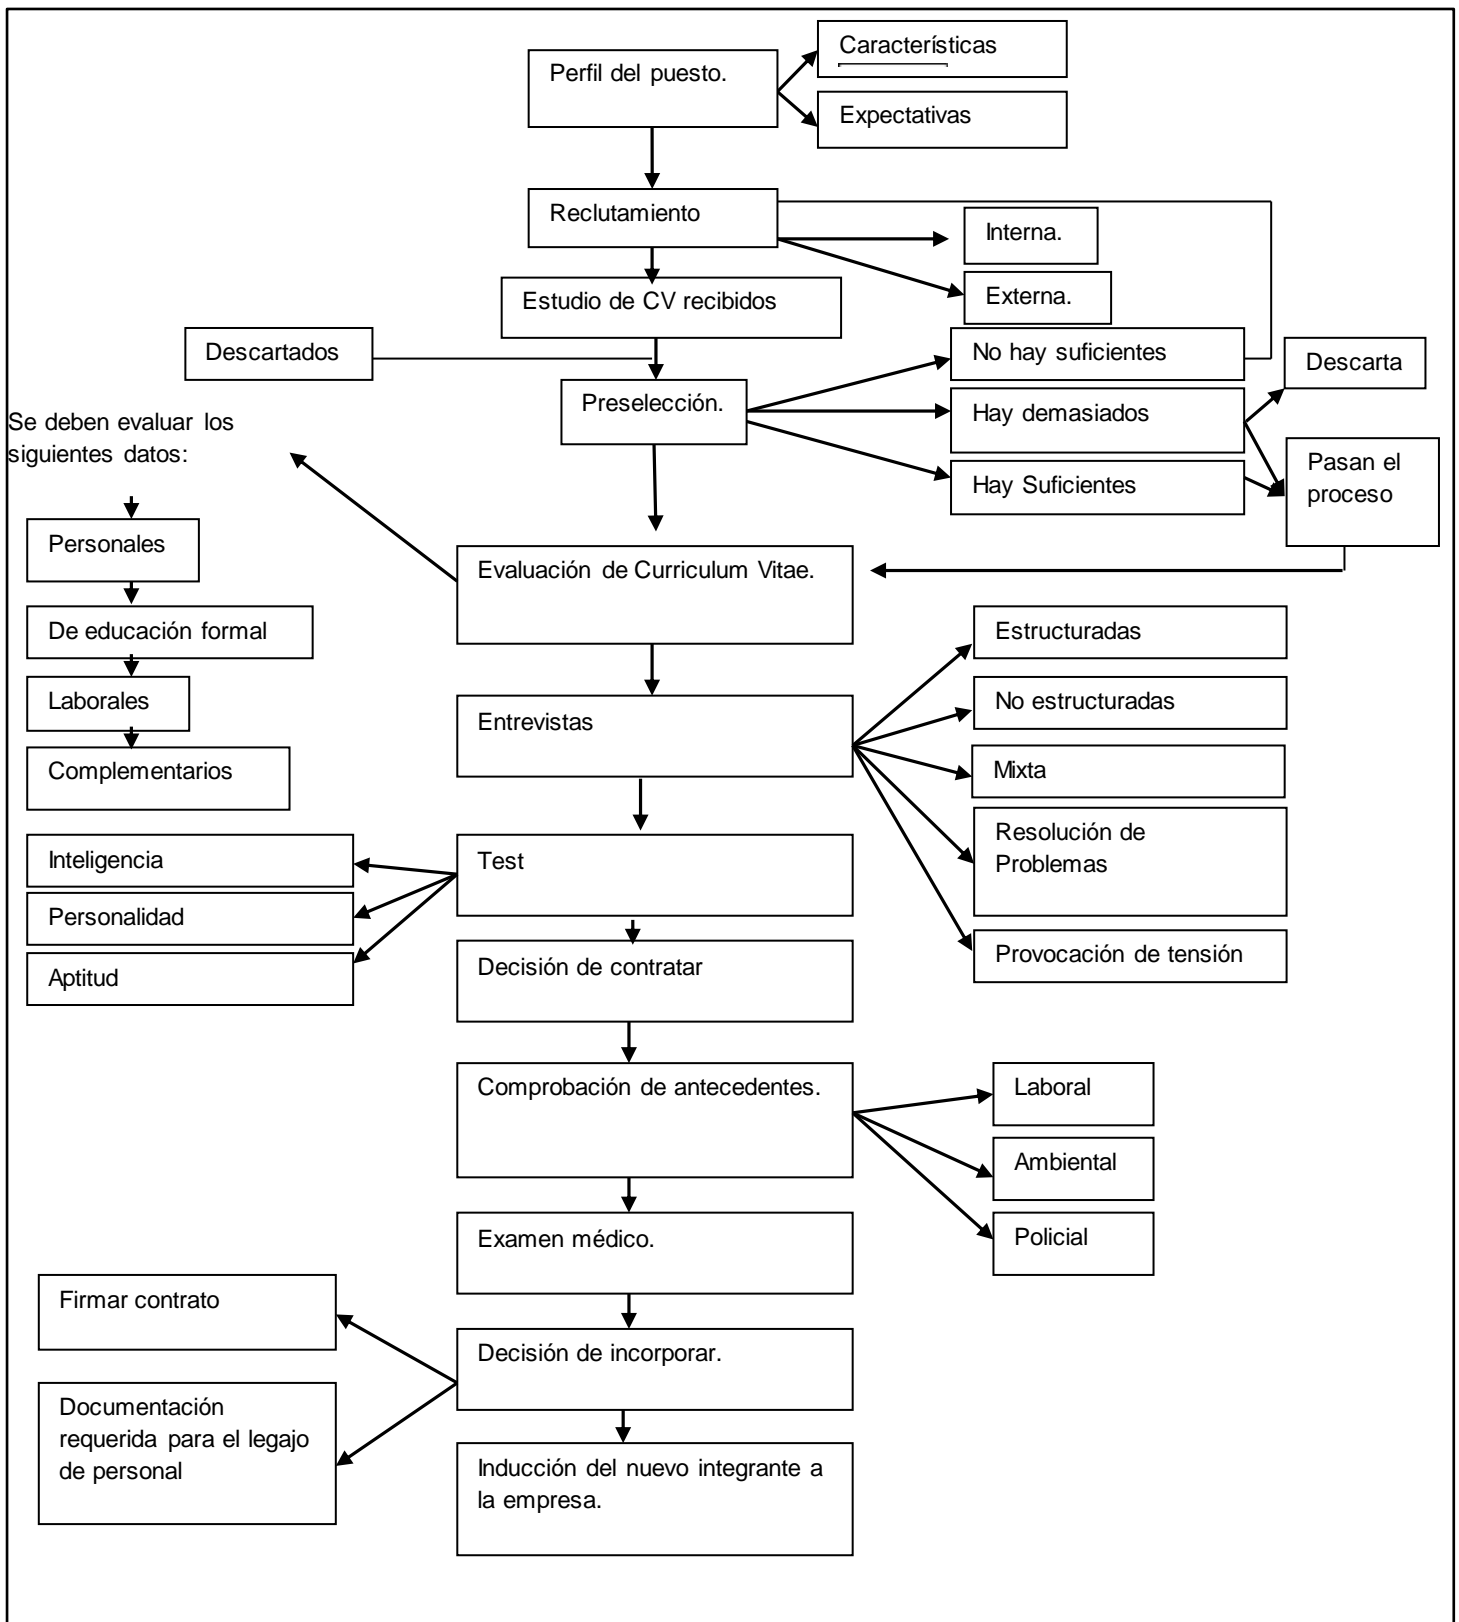 Características
Perfil del puesto.
Expectativas
Reclutamiento
Interna.
Externa.
Estudio de CV recibidos
Descartados
No hay suficientes
Descarta
Preselección.
Hay demasiados
Se deben evaluar los
siguientes datos:
Pasan el
proceso
Hay Suficientes
Personales
Evaluación de Curriculum Vitae.
De educación formal
Estructuradas
Laborales
No estructuradas
Entrevistas
Complementarios
Mixta
Resolución de
Problemas
Inteligencia
Test
Personalidad
Provocación de tensión
Aptitud
Decisión de contratar
Comprobación de antecedentes.
Laboral
Ambiental
Policial
Examen médico.
Firmar contrato
Decisión de incorporar.
Documentación
requerida para el legajo
de personal
Inducción del nuevo integrante a
la empresa.